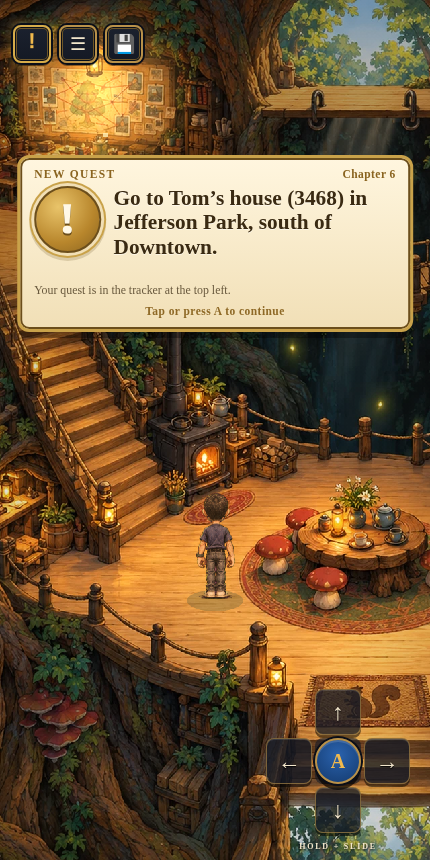 !
NEW QUEST
Chapter 6
!
Go to Tom's house (3468) in
Jefferson Park, south of
Downtown.
Your quest is in the tracker at the top left.
Tap or press A to continue
↑
← A →
↓
HOLD + SLIDE